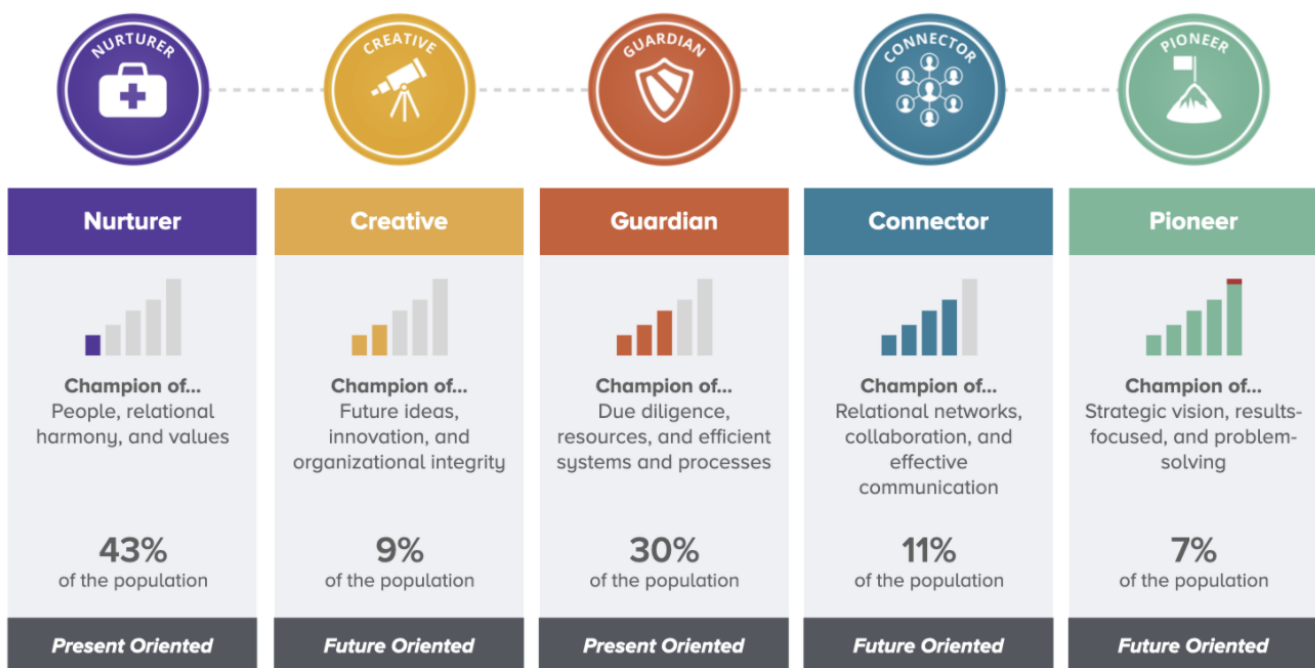 NURTURER
CREATIVE
GUARDIAN
CONNECTOR
PIONEER
Nurturer
Champion of...
People, relational
harmony, and values
43%
of the population
Present Oriented
Creative
Champion of...
Future ideas,
innovation, and
organizational integrity
9%
of the population
Future Oriented
Guardian
Champion of...
Due diligence,
resources, and efficient
systems and processes
30%
of the population
Present Oriented
Connector
Champion of...
Relational networks,
collaboration, and
effective
communication
11%
of the population
Future Oriented
Pioneer
Champion of...
Strategic vision, results-
focused, and problem-
solving
7%
of the population
Future Oriented